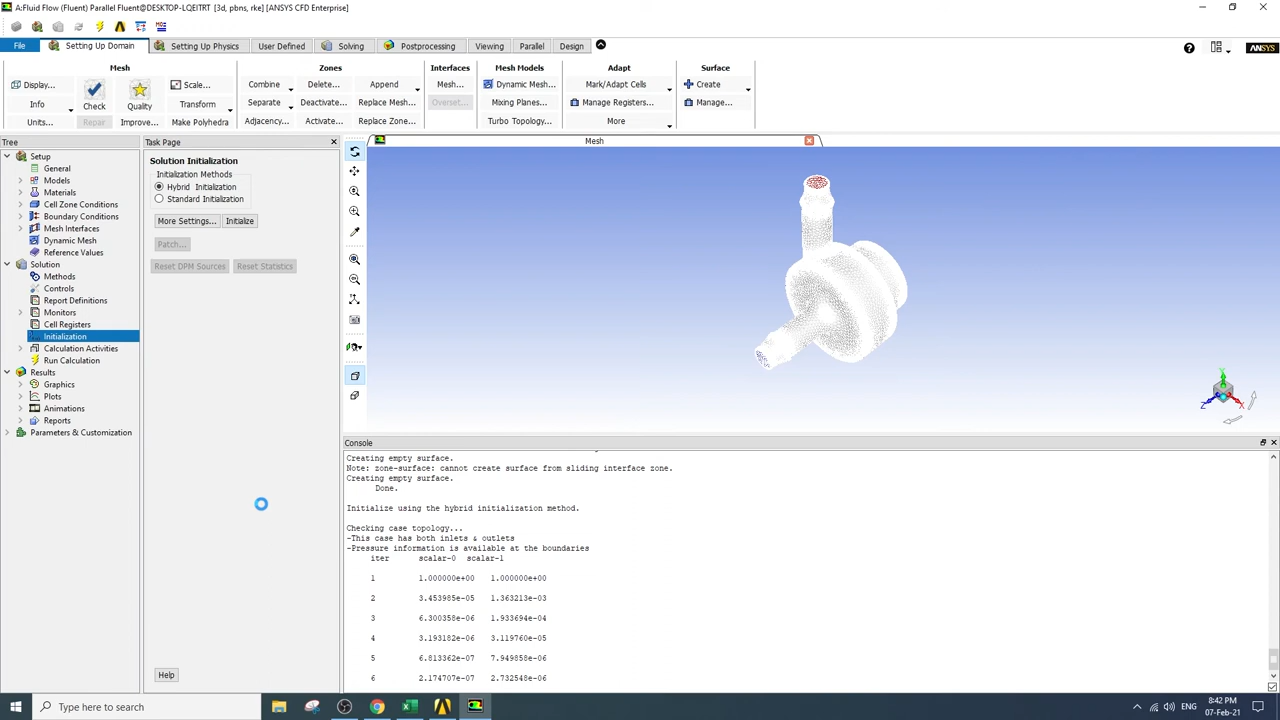 A:Fluid Flow (Fluent) Parallel Fluent@DESKTOP-LQEITRT [3d, pbns, rke] [ANSYS CFD Enterprise]
File Setting Up Domain Setting Up Physics User Defined Solving Postprocessing Viewing Parallel Design ANSYS
Mesh Zones Interfaces Mesh Models Adapt Surface
Display... Scale... Combine Delete... Append Mesh... Dynamic Mesh... Mark/Adapt Cells Create
Info Check Quality Transform Separate Deactivate... Replace Mesh... Overset... Mixing Planes... Manage Registers... Manage...
Units... Repair Improve... Make Polyhedra Adjacency... Activate... Replace Zone... Turbo Topology... More
Tree
Setup
General
Models
Materials
Cell Zone Conditions
Boundary Conditions
Mesh Interfaces
Dynamic Mesh
Reference Values
Solution
Methods
Controls
Report Definitions
Monitors
Cell Registers
Initialization
Calculation Activities
Run Calculation
Results
Graphics
Plots
Animations
Reports
Parameters & Customization
Task Page
Solution Initialization
Initialization Methods
Hybrid Initialization
Standard Initialization
More Settings... Initialize
Patch...
Reset DPM Sources Reset Statistics
Help
Mesh
Y
Z X
Console
Creating empty surface.
Note: zone-surface: cannot create surface from sliding interface zone.
Creating empty surface.
Done.
Initialize using the hybrid initialization method.
Checking case topology...
-This case has both inlets & outlets
-Pressure information is available at the boundaries
iter scalar-0 scalar-1
1 1.000000e+00 1.000000e+00
2 3.453985e-05 1.363213e-03
3 6.300358e-06 1.933694e-04
4 3.193182e-06 3.119760e-05
5 6.813362e-07 7.949858e-06
6 2.174707e-07 2.732548e-06
Type here to search
ENG
8:42 PM
07-Feb-21